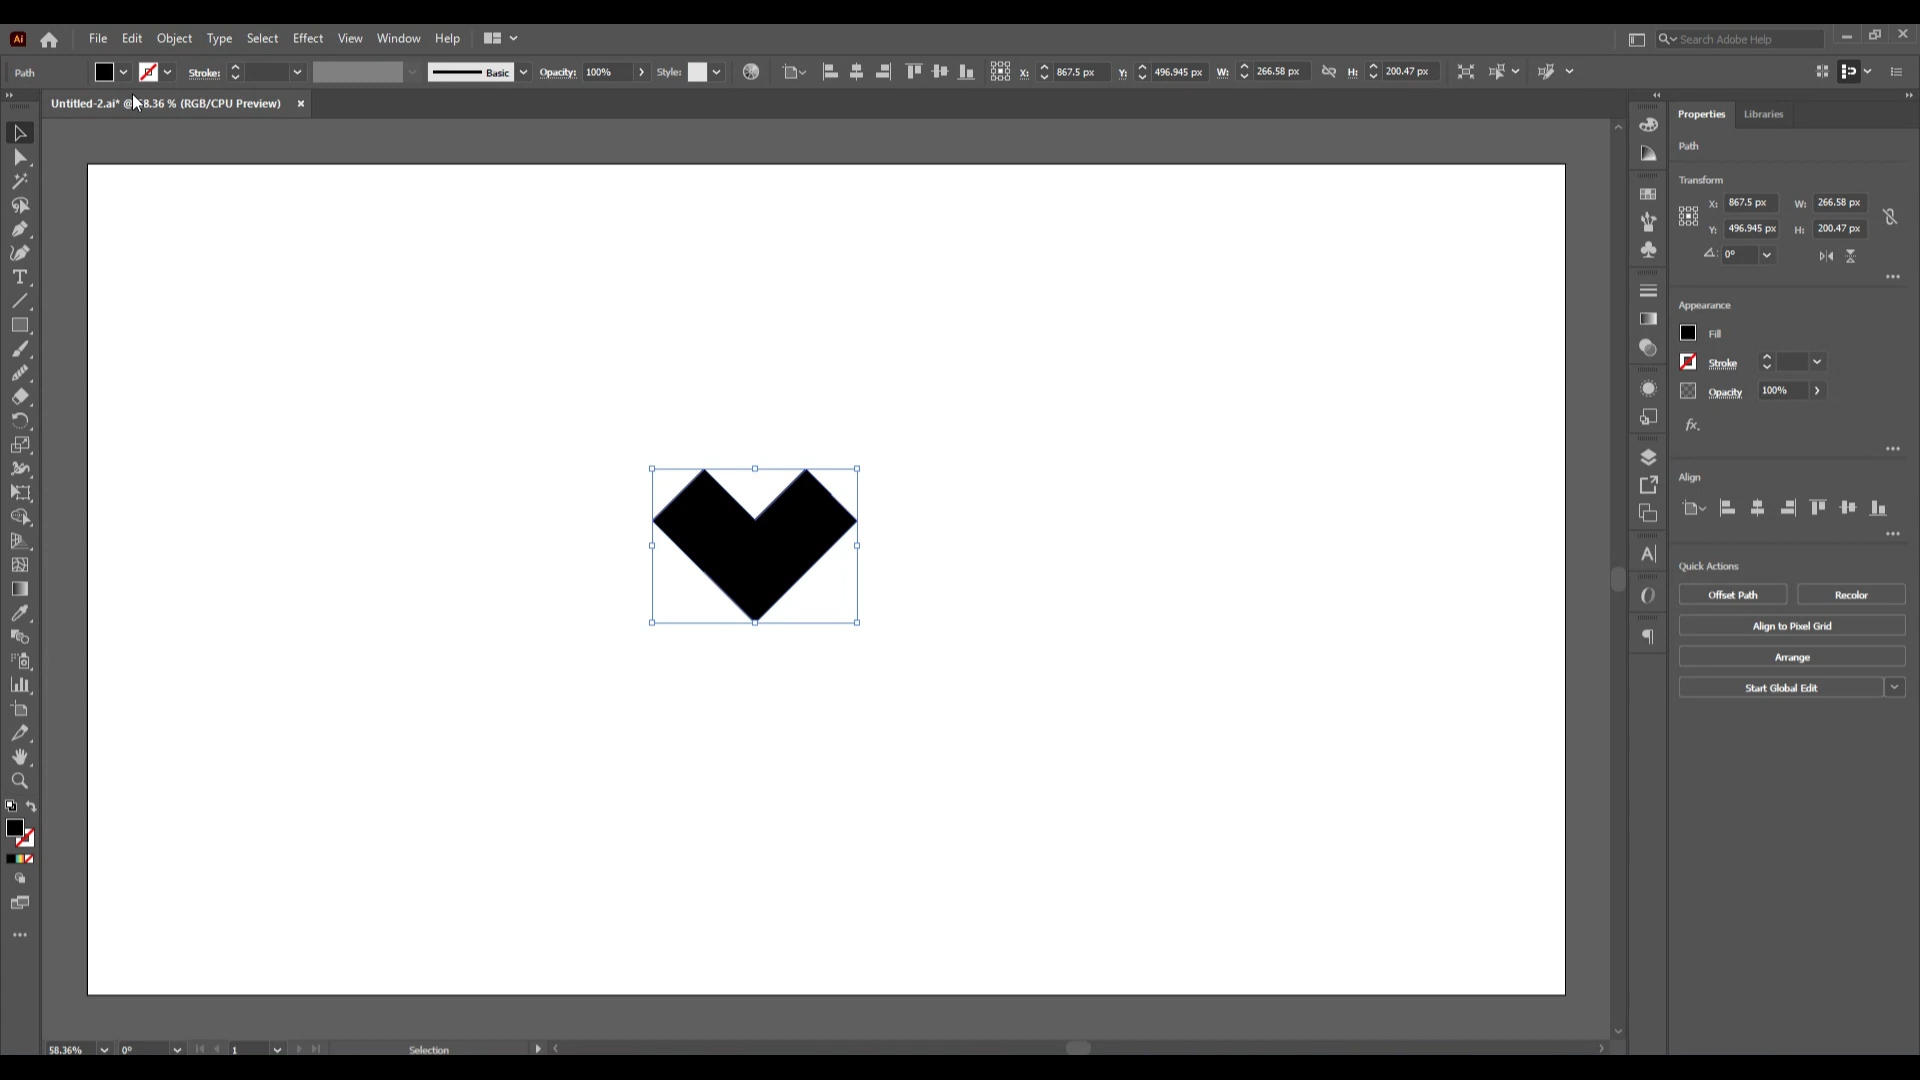 Ai File Edit Object Type Select Effect View Window Help Search Adobe Help
Path Stroke: Basic Opacity: 100% Style: X: 867.5 px Y: 496.945 px W: 266.58 px H: 200.47 px
Untitled-2.ai* @ 58.36 % (RGB/CPU Preview) ×
Properties Libraries
Path
Transform
X: 867.5 px W: 266.58 px
Y: 496.945 px H: 200.47 px
0°
Appearance
Fill
Stroke
Opacity 100%
fx.
Align
Quick Actions
Offset Path Recolor
Align to Pixel Grid
Arrange
Start Global Edit
58.36% 0° 1 Selection